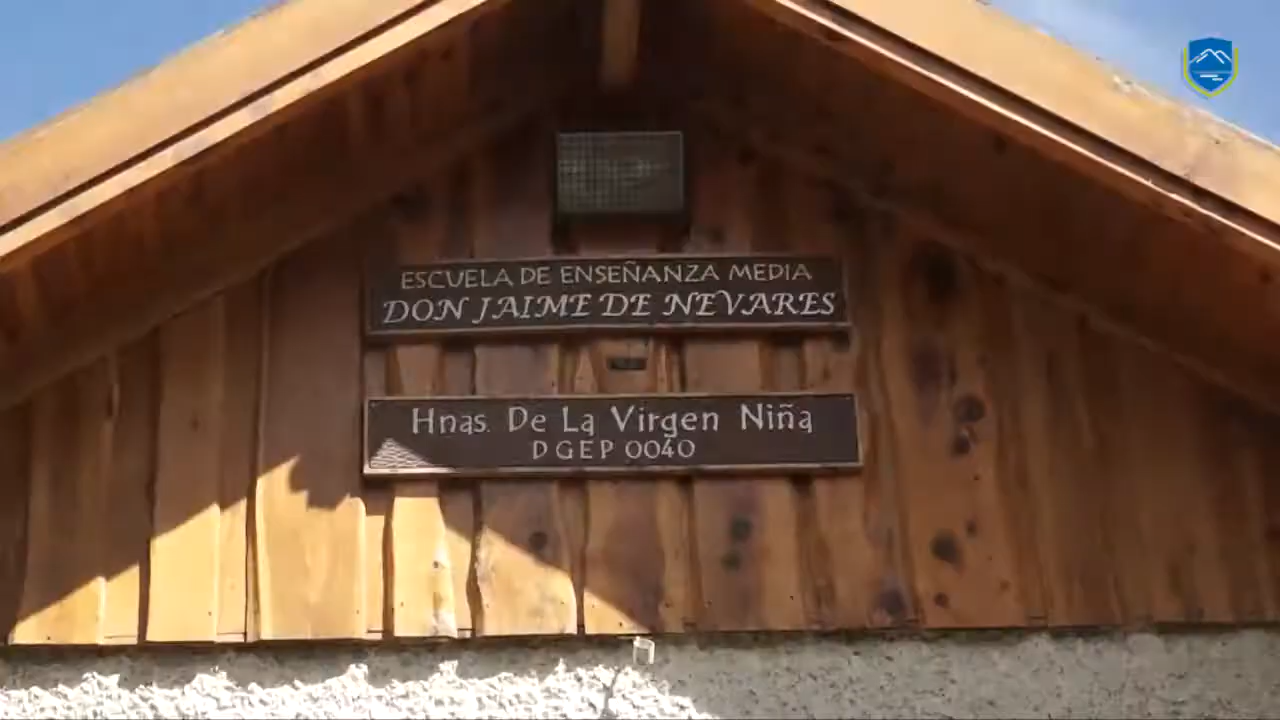 ESCUELA DE ENSEÑANZA MEDIA
DON JAIME DE NEVARES
Hnas. De La Virgen Niña
DGEP 0040